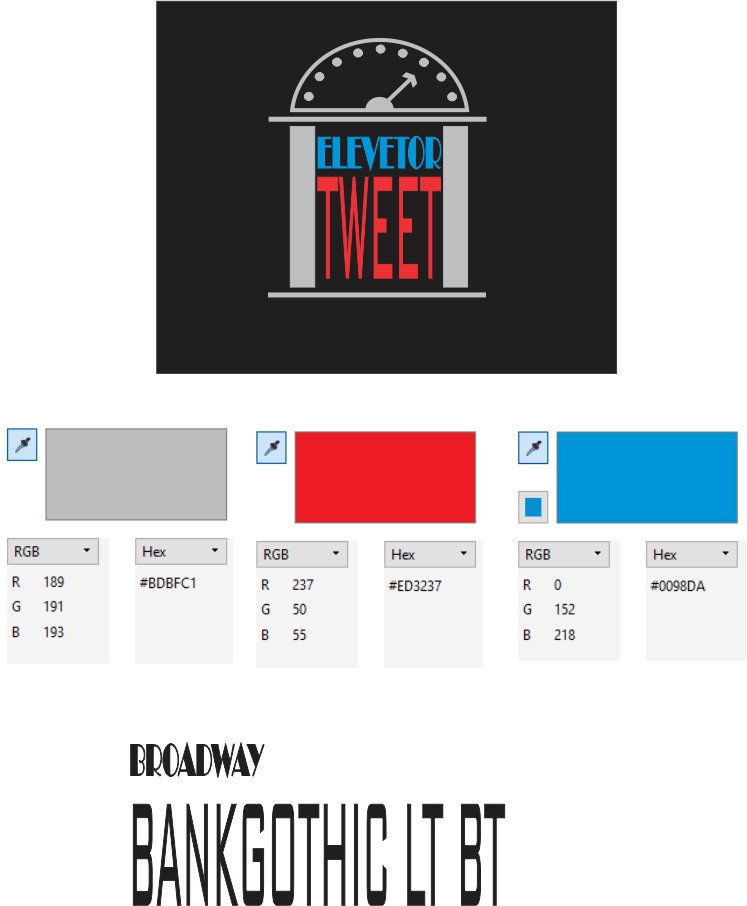 ELEVETOR
TWEET
RGB Hex
R 189 #BDBFC1
G 191
B 193
RGB Hex
R 237 #ED3237
G 50
B 55
RGB Hex
R 0 #0098DA
G 152
B 218
BROADWAY
BANKGOTHIC LT BT